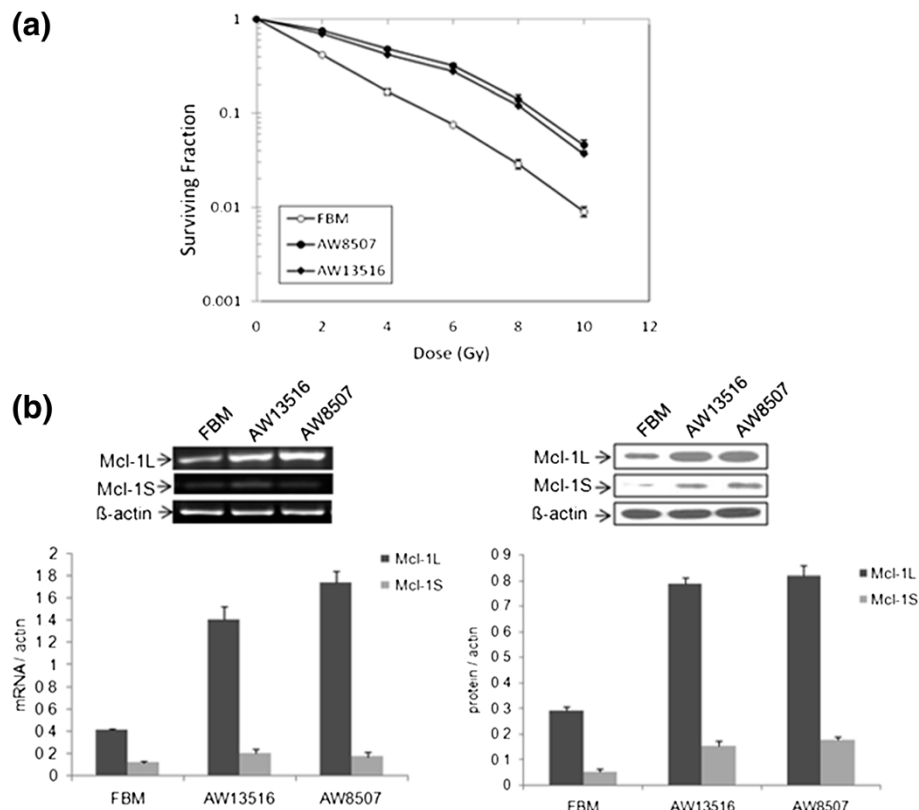 (a)
1
0.1
0.01
0.001
Surviving Fraction
FBM
AW8507
AW13516
0 2 4 6 8 10 12
Dose (Gy)
(b)
FBM AW13516 AW8507
Mcl-1L
Mcl-1S
ß-actin
FBM AW13516 AW8507
Mcl-1L
Mcl-1S
ß-actin
2
1 8
1 6
1 4
1 2
1
0 8
0 6
0 4
0 2
0
mRNA / actin
Mcl-1L
Mcl-1S
FBM AW13516 AW8507
0 9
0 8
0 7
0 6
0 5
0 4
0 3
0 2
0 1
0
protein / actin
Mcl-1L
Mcl-1S
FBM AW13516 AW8507